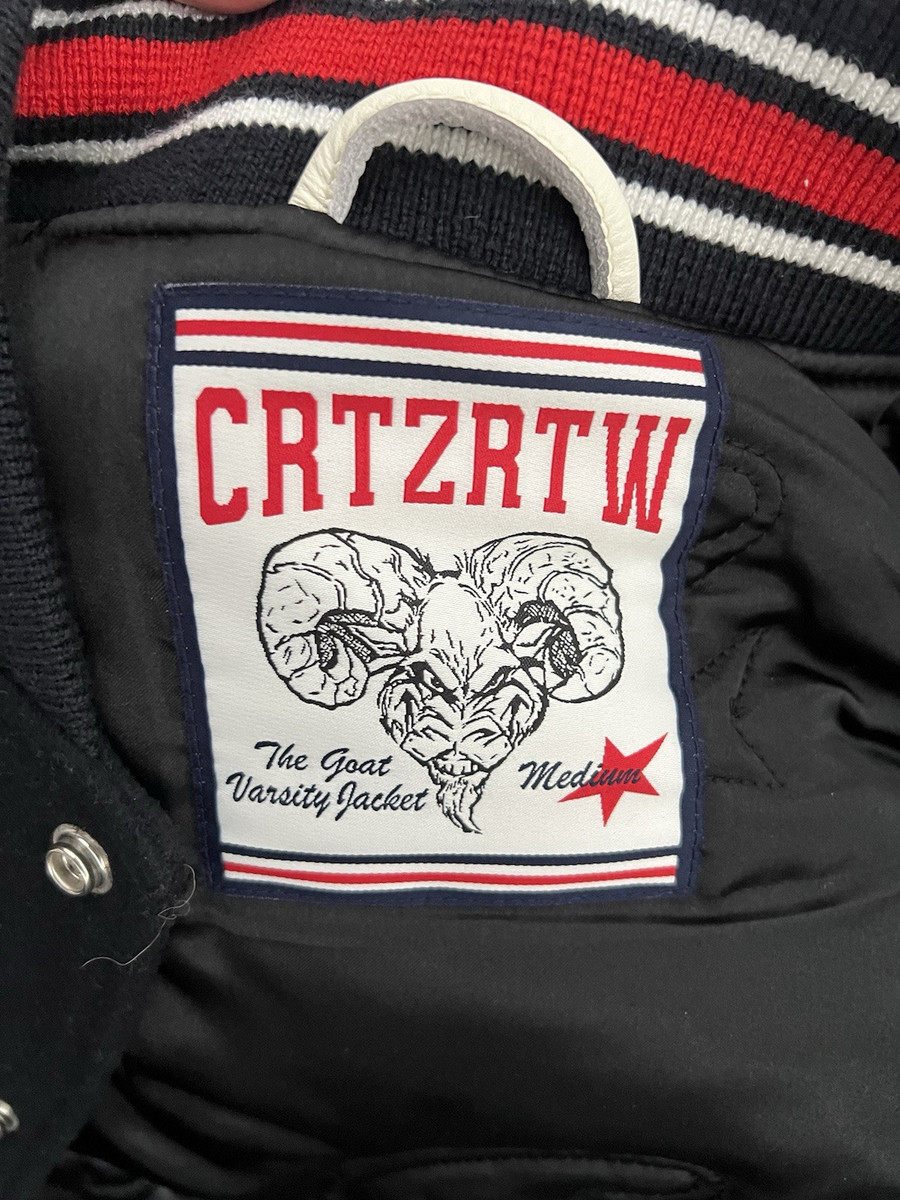 CRTZRTW
The Goat
Varsity Jacket
Medium